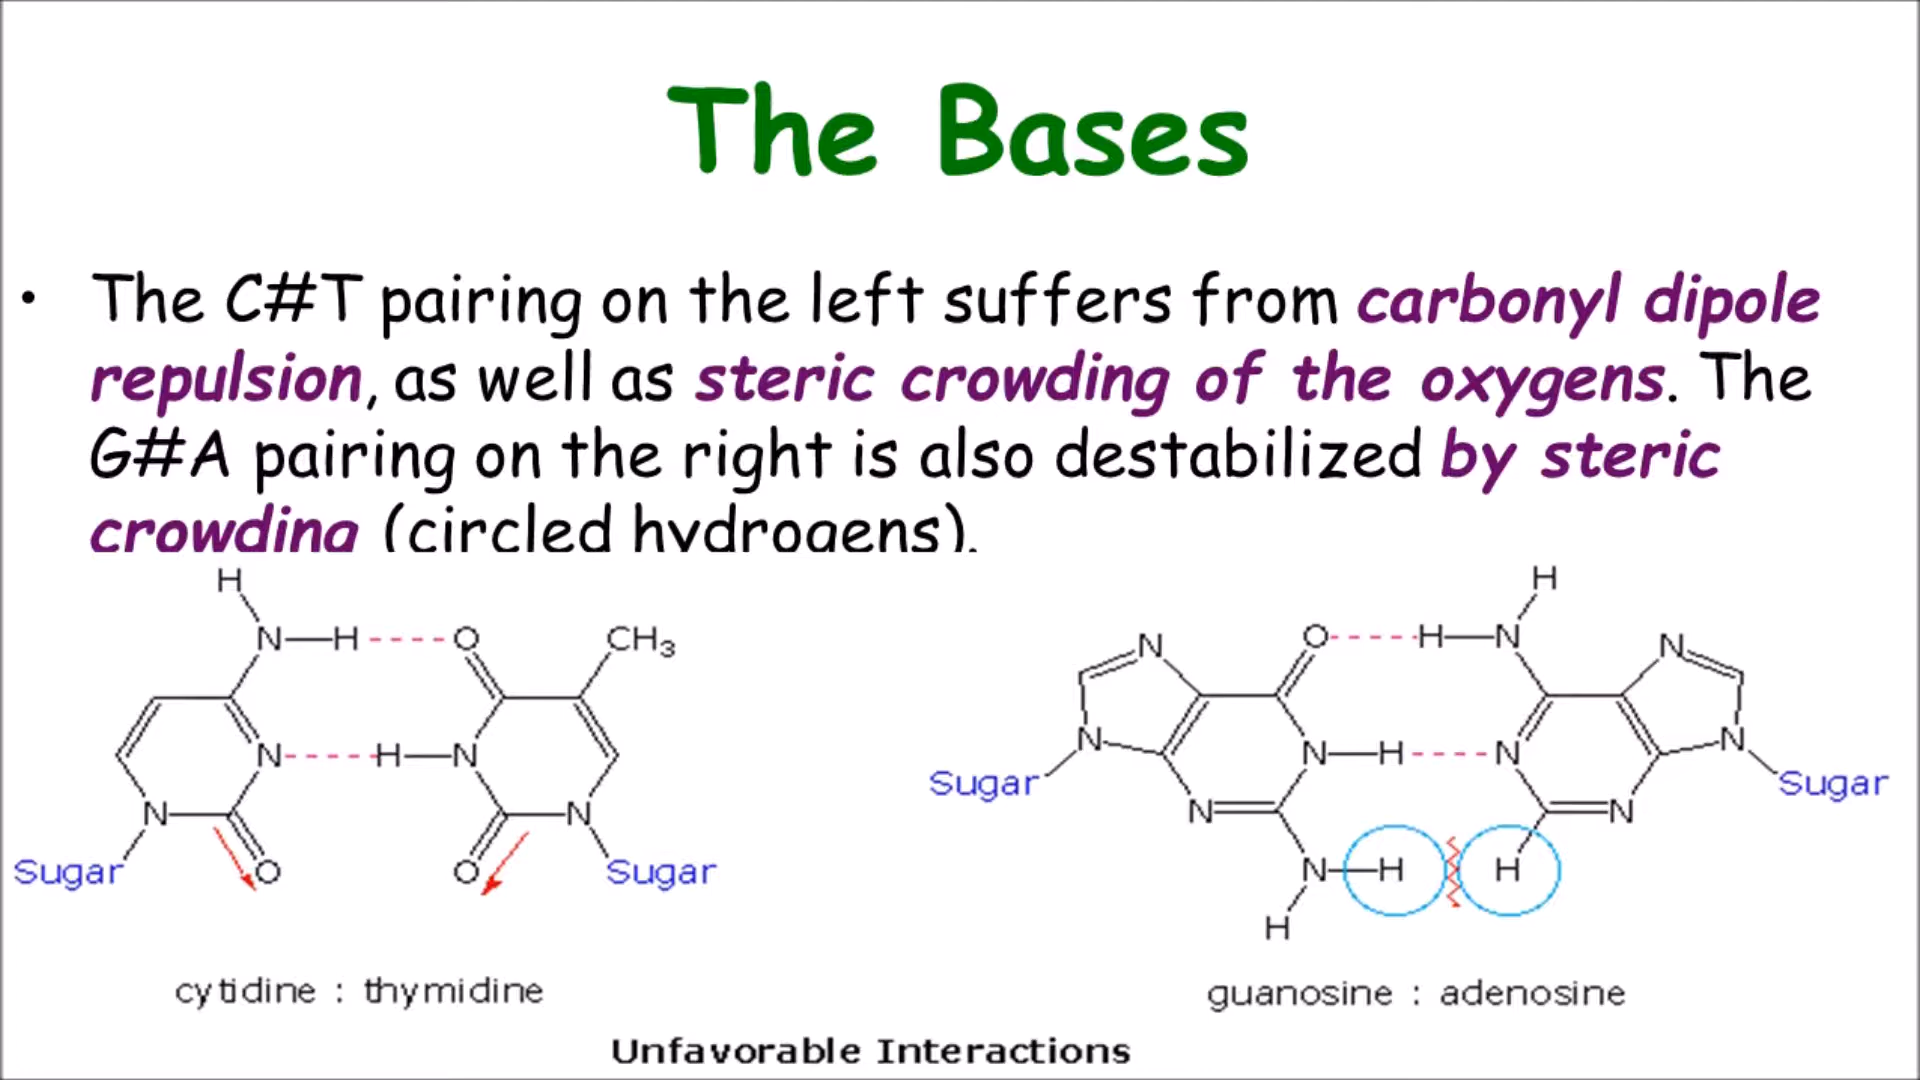 The Bases
• The C#T pairing on the left suffers from carbonyl dipole
repulsion, as well as steric crowding of the oxygens. The
G#A pairing on the right is also destabilized by steric
crowding (circled hydrogens).
H
N H O CH3
N H N
N N
Sugar O O Sugar
cytidine : thymidine
H
N O H N N
N N H N N
Sugar Sugar
N N
N H H
H
guanosine : adenosine
Unfavorable Interactions